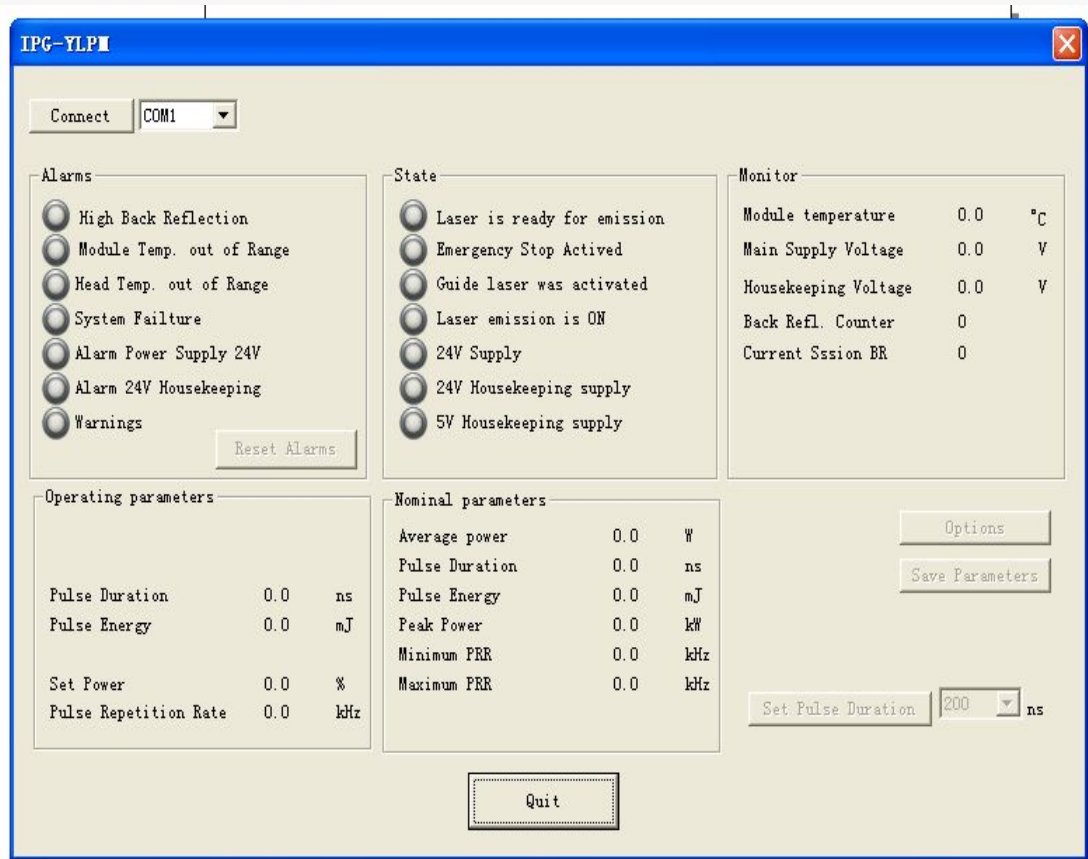 IPG-YLPM
Connect COM1
Alarms
High Back Reflection
Module Temp. out of Range
Head Temp. out of Range
System Failture
Alarm Power Supply 24V
Alarm 24V Housekeeping
Warnings
Reset Alarms
State
Laser is ready for emission
Emergency Stop Actived
Guide laser was activated
Laser emission is ON
24V Supply
24V Housekeeping supply
5V Housekeeping supply
Monitor
Module temperature 0.0 °C
Main Supply Voltage 0.0 V
Housekeeping Voltage 0.0 V
Back Refl. Counter 0
Current Sssion BR 0
Operating parameters
Pulse Duration 0.0 ns
Pulse Energy 0.0 mJ
Set Power 0.0 %
Pulse Repetition Rate 0.0 kHz
Nominal parameters
Average power 0.0 W
Pulse Duration 0.0 ns
Pulse Energy 0.0 mJ
Peak Power 0.0 kW
Minimum PRR 0.0 kHz
Maximum PRR 0.0 kHz
Options
Save Parameters
Set Pulse Duration 200 ns
Quit